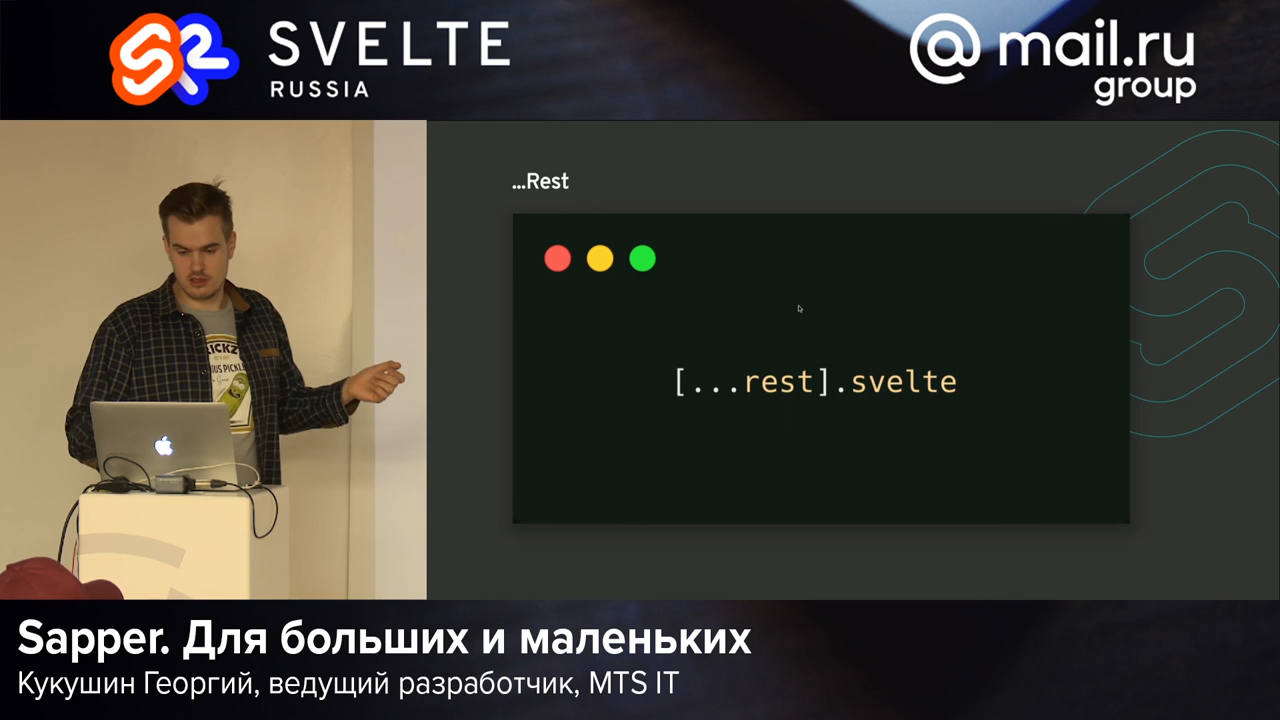 SVELTE
RUSSIA
@mail.ru
group
...Rest
[...rest].svelte
Sapper. Для больших и маленьких
Кукушин Георгий, ведущий разработчик, MTS IT